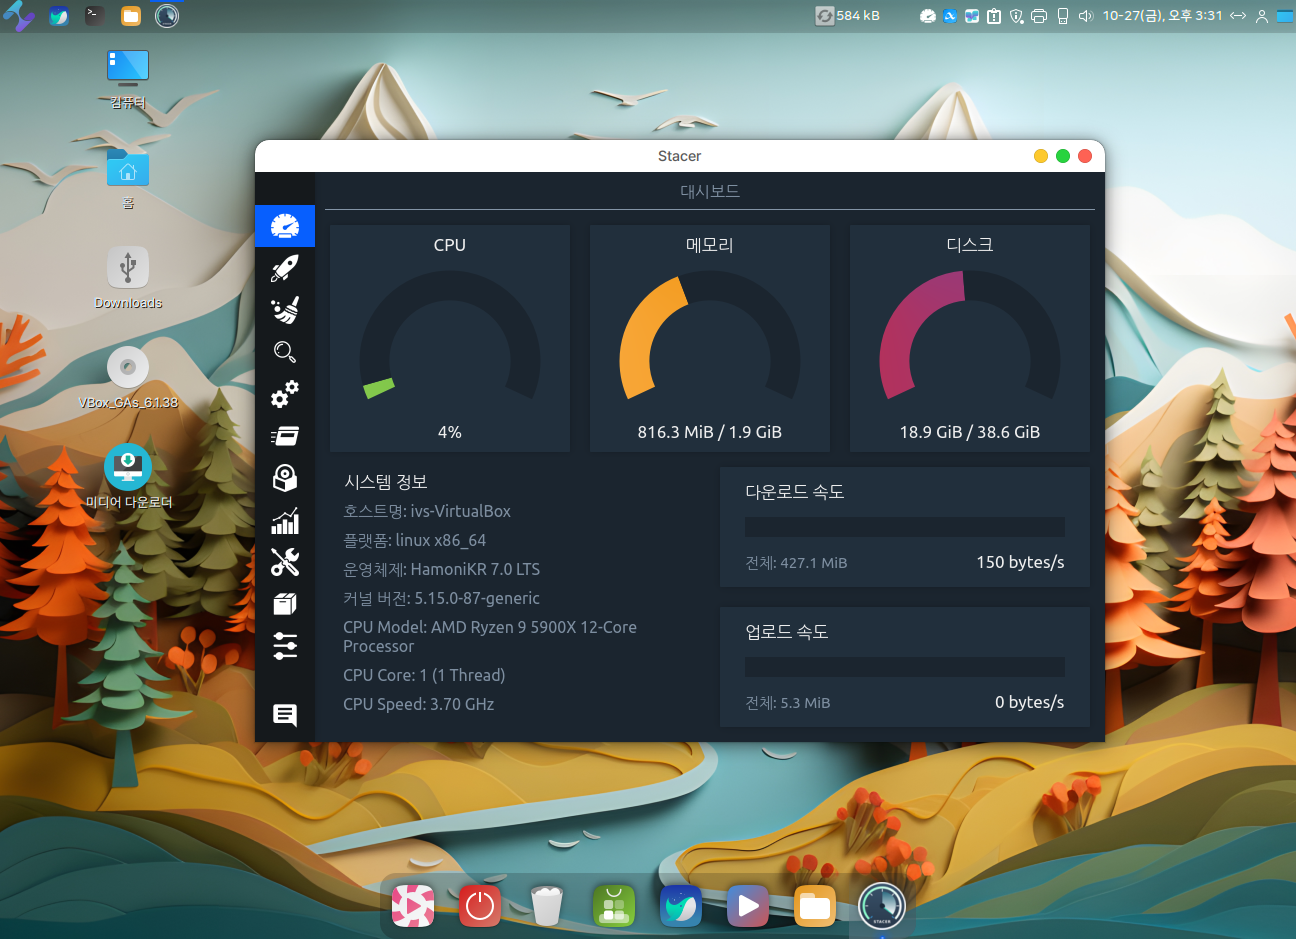 584 kB
10-27(금), 오후 3:31
컴퓨터
홈
Downloads
VBox_GAs_6.1.38
미디어 다운로더
Stacer
대시보드
CPU
메모리
디스크
4%
816.3 MiB / 1.9 GiB
18.9 GiB / 38.6 GiB
시스템 정보
호스트명: ivs-VirtualBox
플랫폼: linux x86_64
운영체제: HamoniKR 7.0 LTS
커널 버전: 5.15.0-87-generic
CPU Model: AMD Ryzen 9 5900X 12-Core
Processor
CPU Core: 1 (1 Thread)
CPU Speed: 3.70 GHz
다운로드 속도
전체: 427.1 MiB
150 bytes/s
업로드 속도
전체: 5.3 MiB
0 bytes/s
STACER